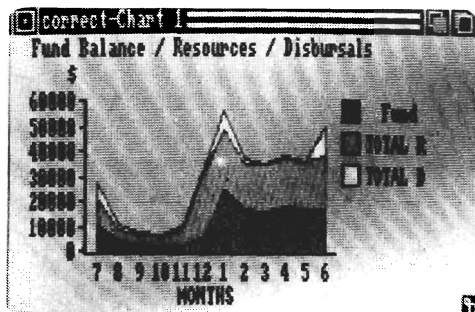 correct-Chart 1
Fund Balance / Resources / Disbursals
$
60000
50000
40000
30000
20000
10000
0
7 8 9 10 11 12 1 2 3 4 5 6
MONTHS
Fund
TOTAL R
TOTAL D